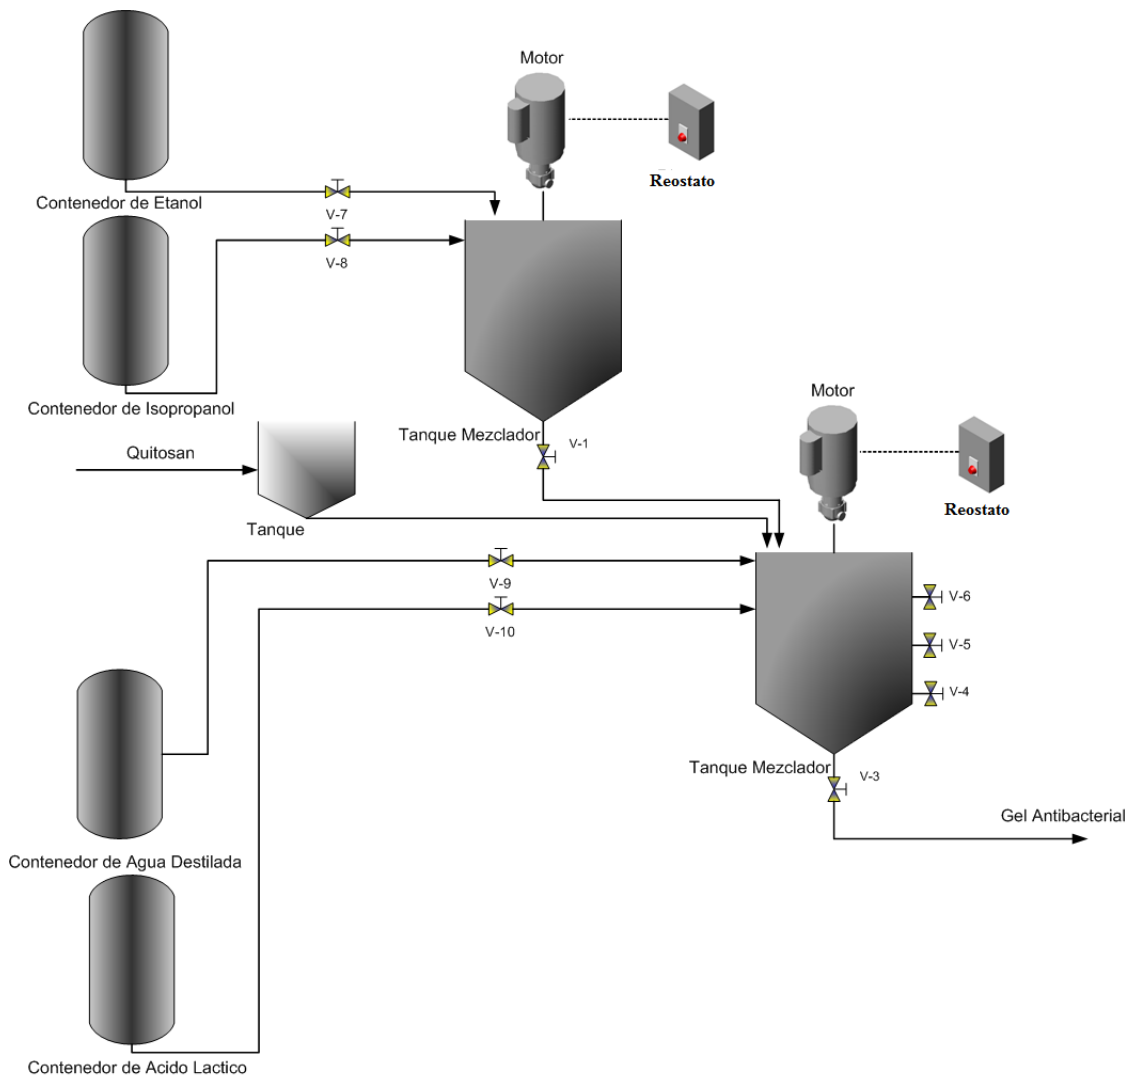 Motor
Reostato
Contenedor de Etanol
V-7
V-8
Contenedor de Isopropanol
Motor
Tanque Mezclador
V-1
Quitosan
Reostato
Tanque
V-9
V-6
V-10
V-5
V-4
Tanque Mezclador
V-3
Gel Antibacterial
Contenedor de Agua Destilada
Contenedor de Acido Lactico